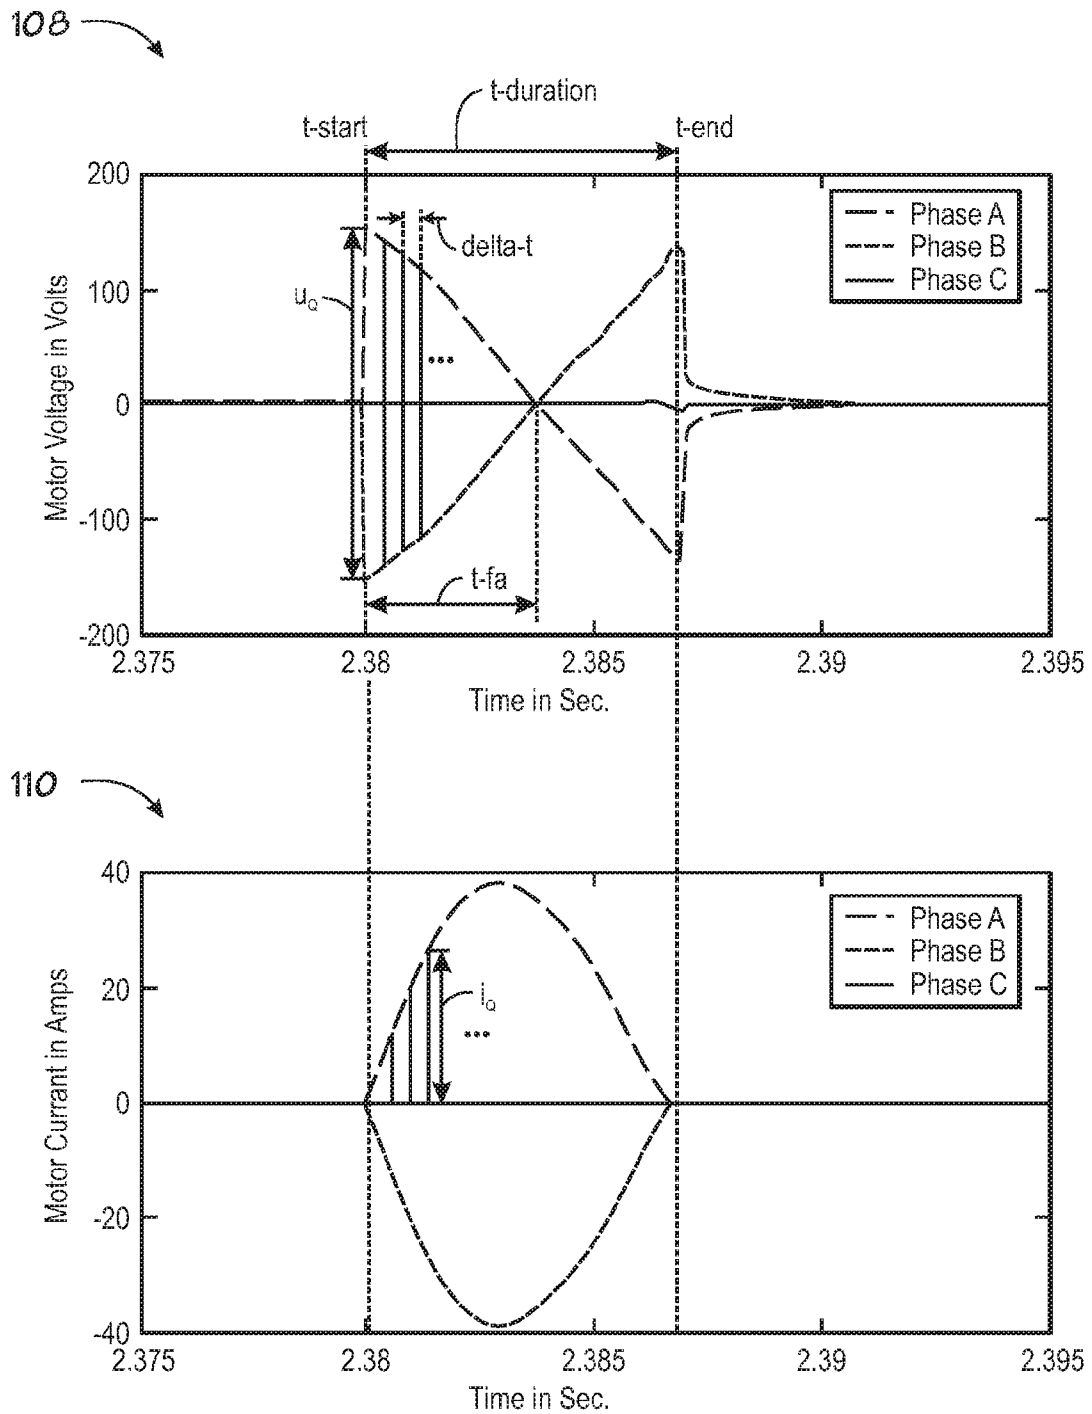 108
t-duration
t-start
t-end
200
100
0
-100
-200
Motor Voltage in Volts
u_Q
delta-t
...
t-fa
Phase A
Phase B
Phase C
2.375
2.38
2.385
2.39
2.395
Time in Sec.
110
40
20
0
-20
-40
Motor Currant in Amps
i_Q
...
Phase A
Phase B
Phase C
2.375
2.38
2.385
2.39
2.395
Time in Sec.